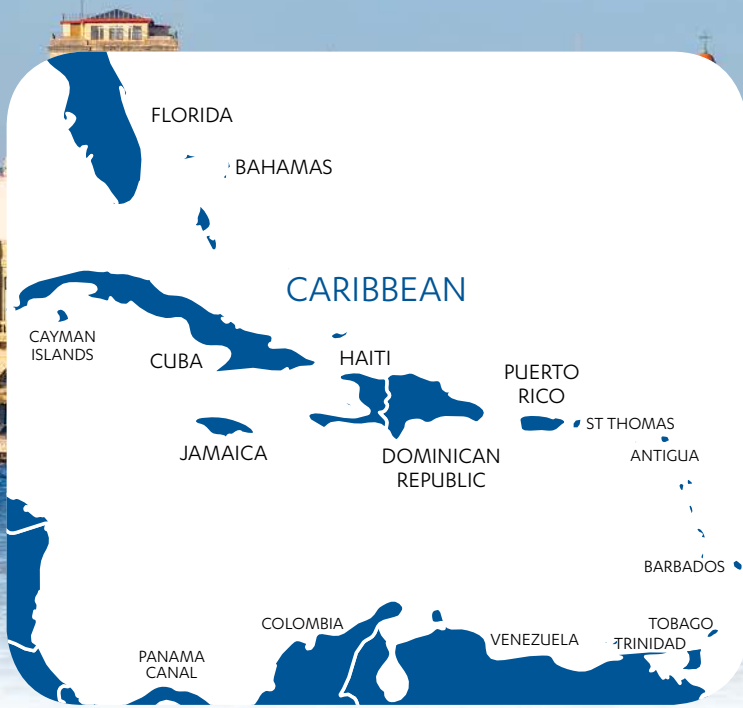 FLORIDA
BAHAMAS
CARIBBEAN
CAYMAN
ISLANDS
CUBA
HAITI
PUERTO
RICO
ST THOMAS
JAMAICA
DOMINICAN
REPUBLIC
ANTIGUA
BARBADOS
COLOMBIA
TOBAGO
VENEZUELA
TRINIDAD
PANAMA
CANAL